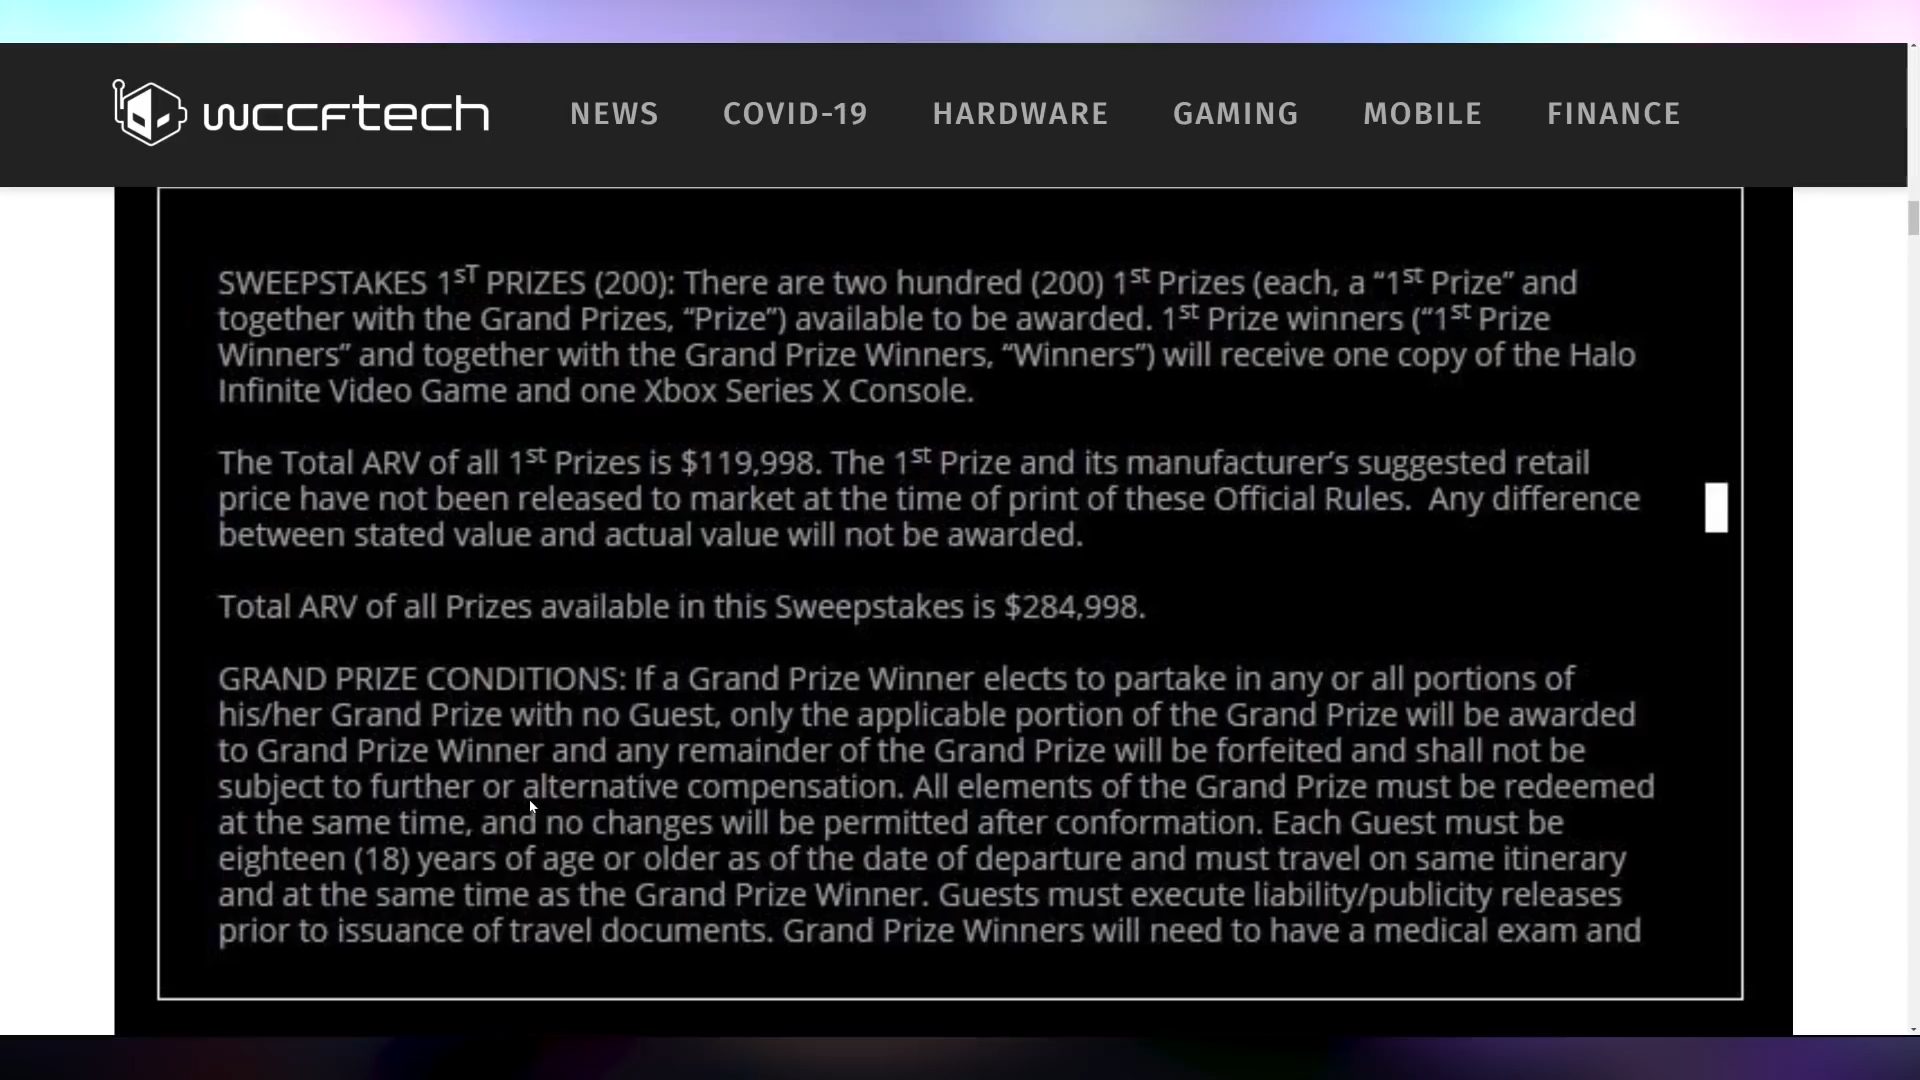 wccftech NEWS COVID-19 HARDWARE GAMING MOBILE FINANCE
SWEEPSTAKES 1sT PRIZES (200): There are two hundred (200) 1st Prizes (each, a “1st Prize” and
together with the Grand Prizes, “Prize”) available to be awarded. 1st Prize winners (“1st Prize
Winners” and together with the Grand Prize Winners, “Winners”) will receive one copy of the Halo
Infinite Video Game and one Xbox Series X Console.
The Total ARV of all 1st Prizes is $119,998. The 1st Prize and its manufacturer’s suggested retail
price have not been released to market at the time of print of these Official Rules.  Any difference
between stated value and actual value will not be awarded.
Total ARV of all Prizes available in this Sweepstakes is $284,998.
GRAND PRIZE CONDITIONS: If a Grand Prize Winner elects to partake in any or all portions of
his/her Grand Prize with no Guest, only the applicable portion of the Grand Prize will be awarded
to Grand Prize Winner and any remainder of the Grand Prize will be forfeited and shall not be
subject to further or alternative compensation. All elements of the Grand Prize must be redeemed
at the same time, and no changes will be permitted after conformation. Each Guest must be
eighteen (18) years of age or older as of the date of departure and must travel on same itinerary
and at the same time as the Grand Prize Winner. Guests must execute liability/publicity releases
prior to issuance of travel documents. Grand Prize Winners will need to have a medical exam and